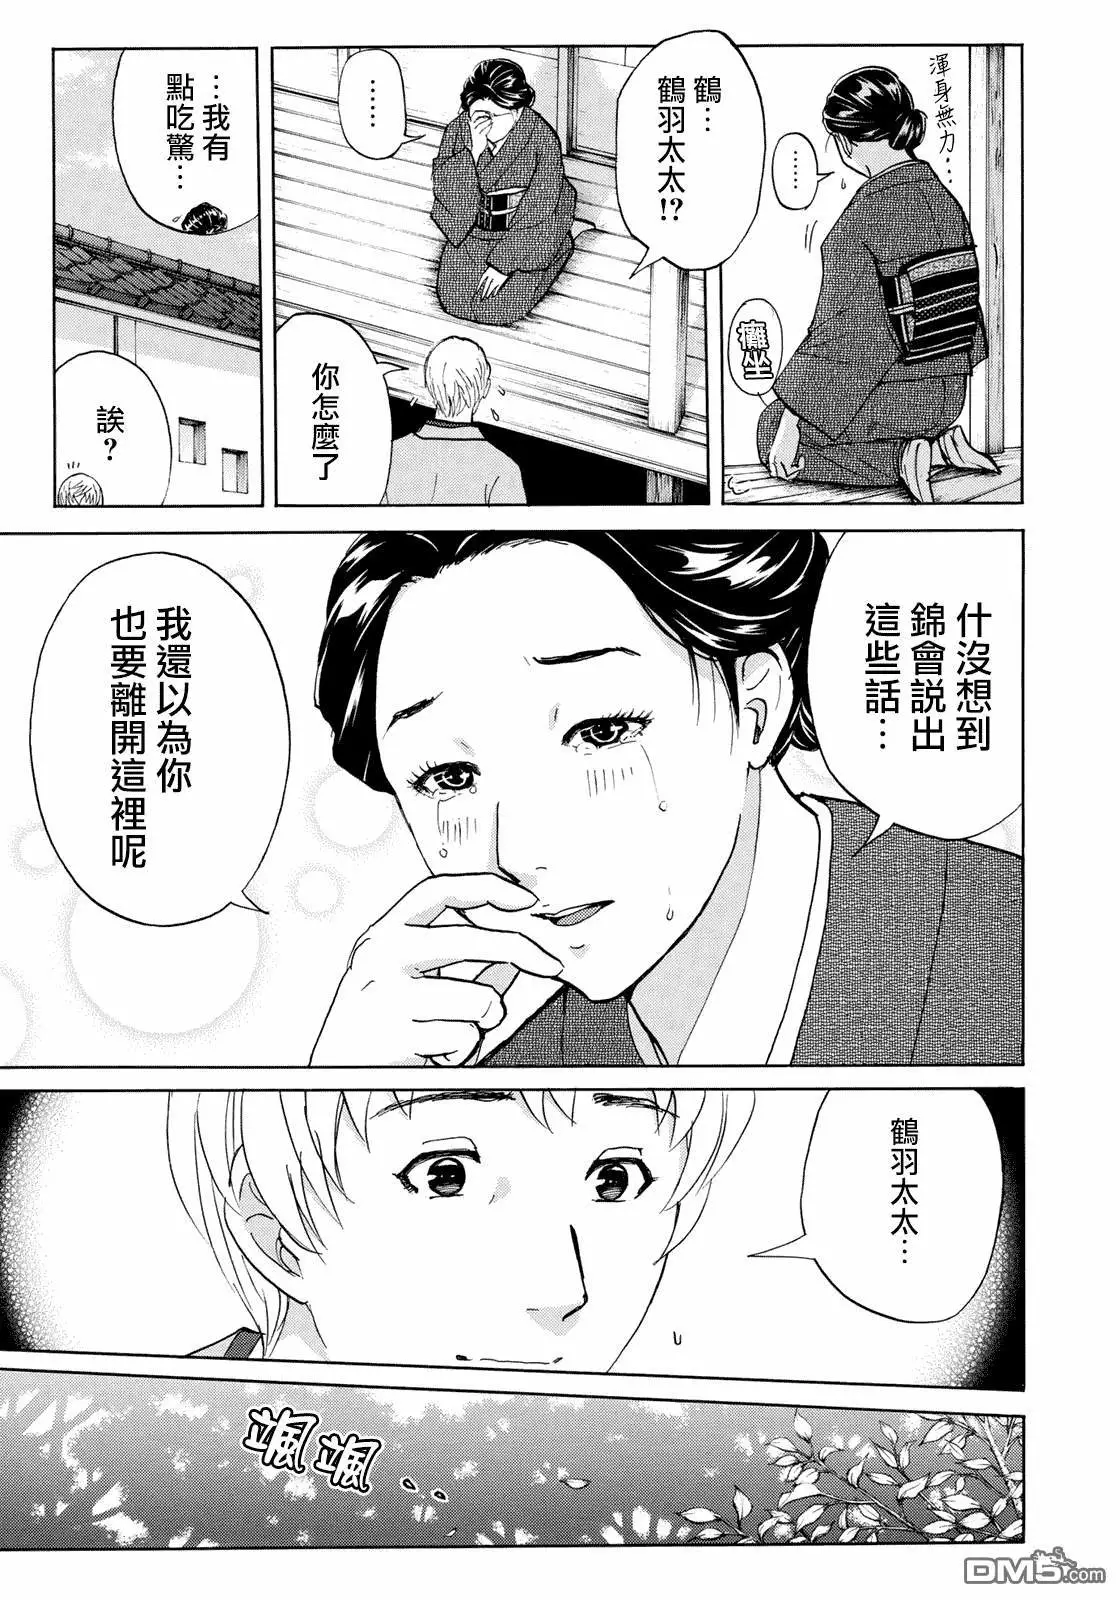 渾身無力…
……
癱坐
鶴…
鶴羽太太!?
……
你怎麼了
…我有
點吃驚…
誒?
什沒想到
錦會説出
這些話…
我還以為你
也要離開這裡呢
鶴羽太太…
颯颯..
DM5.com